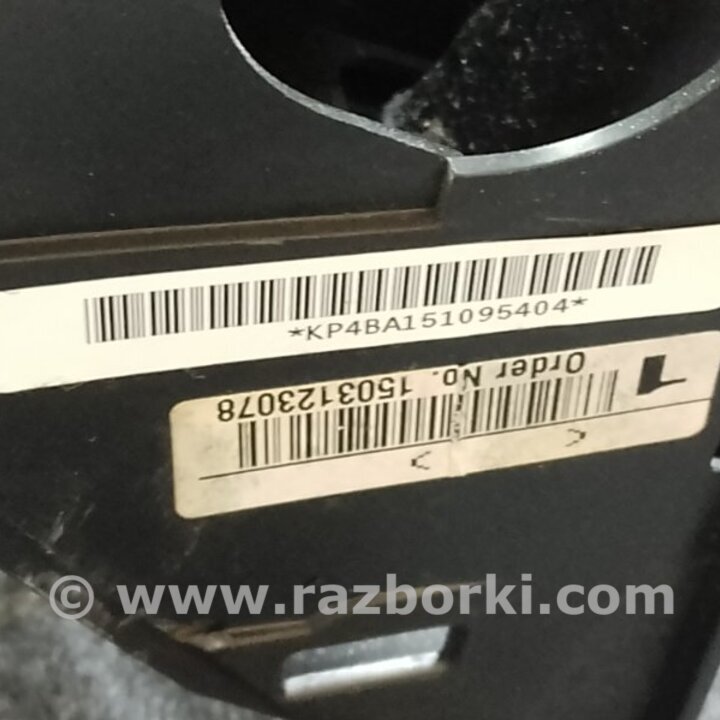 *KP4BA151095404*
Order No. 1503123078
L
© www.razborki.com